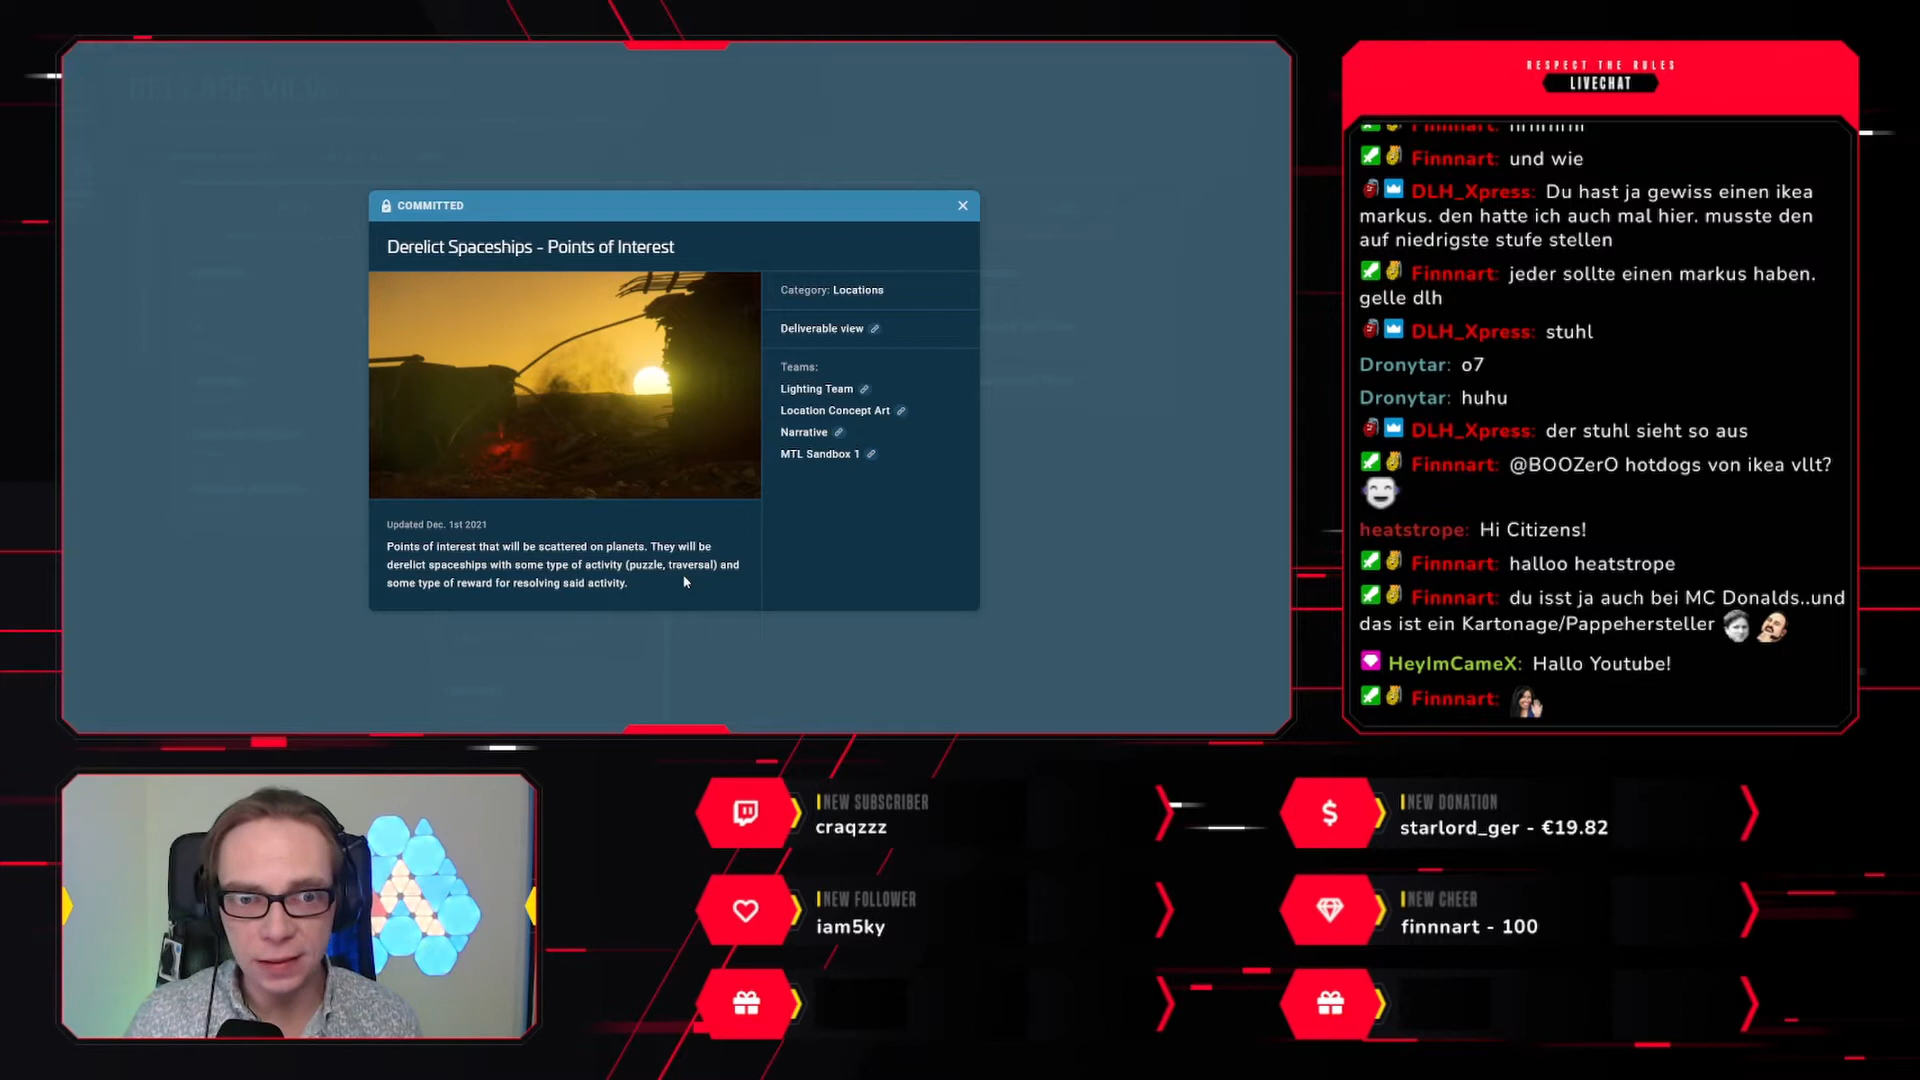 COMMITTED
Derelict Spaceships - Points of Interest
Category: Locations
Deliverable view
Teams:
Lighting Team
Location Concept Art
Narrative
MTL Sandbox 1
Updated Dec. 1st 2021
Points of interest that will be scattered on planets. They will be
derelict spaceships with some type of activity (puzzle, traversal) and
some type of reward for resolving said activity.
RESPECT THE RULES
LIVECHAT
Finnnart:
Finnnart: und wie
DLH_Xpress: Du hast ja gewiss einen ikea
markus. den hatte ich auch mal hier. musste den
auf niedrigste stufe stellen
Finnnart: jeder sollte einen markus haben.
gelle dlh
DLH_Xpress: stuhl
Dronytar: o7
Dronytar: huhu
DLH_Xpress: der stuhl sieht so aus
Finnnart: @BOOZerO hotdogs von ikea vllt?
heatstrope: Hi Citizens!
Finnnart: halloo heatstrope
Finnnart: du isst ja auch bei MC Donalds..und
das ist ein Kartonage/Pappehersteller
HeyImCameX: Hallo Youtube!
Finnnart:
NEW SUBSCRIBER
craqzzz
NEW DONATION
starlord_ger - €19.82
NEW FOLLOWER
iam5ky
NEW CHEER
finnnart - 100